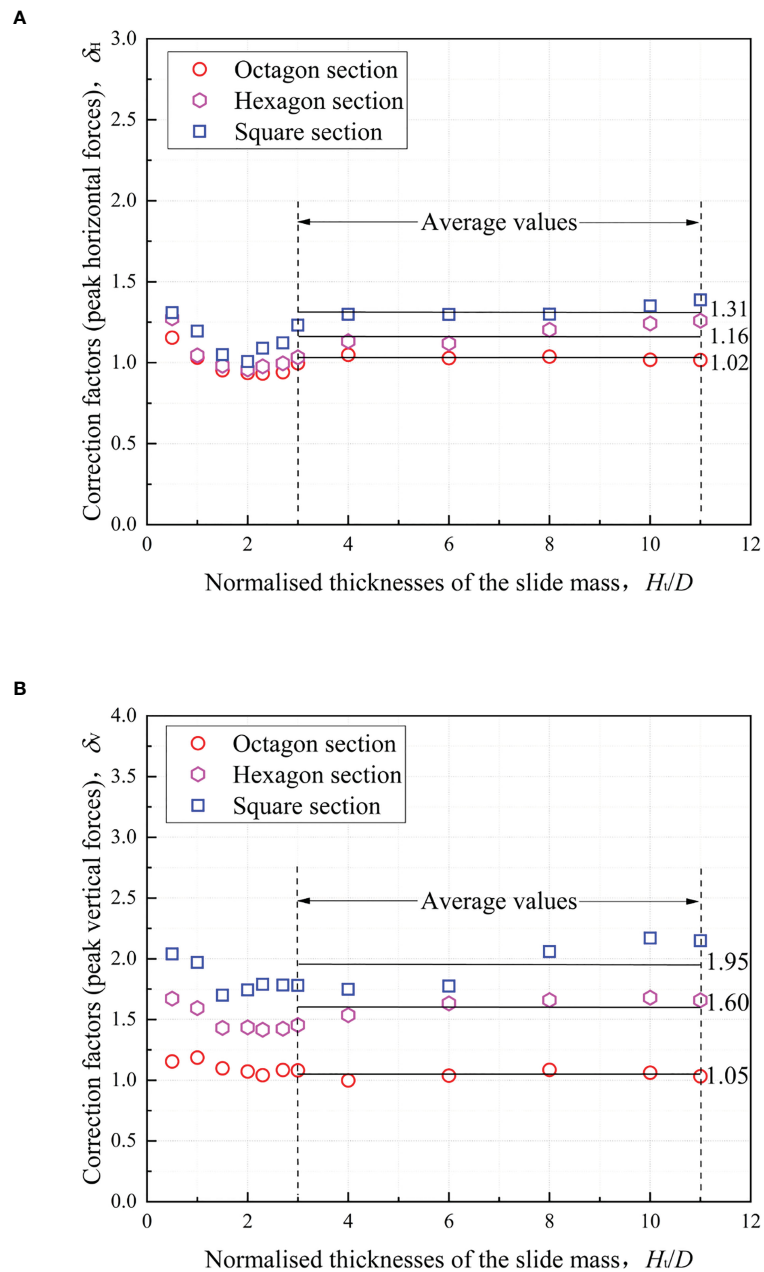 A
Correction factors (peak horizontal forces), δH
3.0
2.5
2.0
1.5
1.0
0.5
0.0
Octagon section
Hexagon section
Square section
Average values
1.31
1.16
1.02
0 2 4 6 8 10 12
Normalised thicknesses of the slide mass, Ht/D
B
Correction factors (peak vertical forces), δV
4.0
3.5
3.0
2.5
2.0
1.5
1.0
0.5
0.0
Octagon section
Hexagon section
Square section
Average values
1.95
1.60
1.05
0 2 4 6 8 10 12
Normalised thicknesses of the slide mass, Ht/D